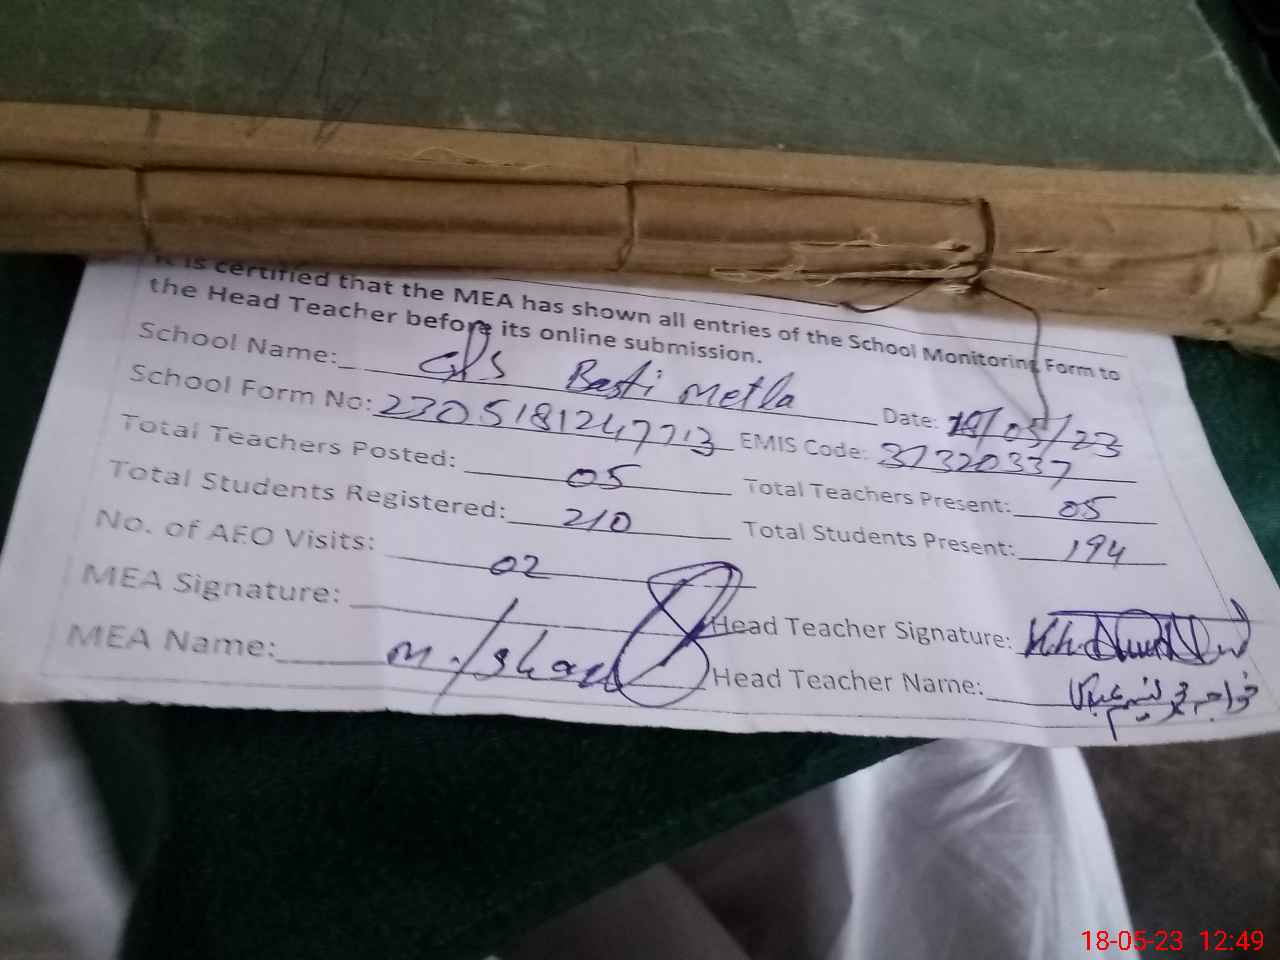 It is certified that the MEA has shown all entries of the School Monitoring Form to
the Head Teacher before its online submission.
School Name: GPS Basti Metla Date: /05/23
School Form No: 2305181247713 EMIS Code: 31320337
Total Teachers Posted: 05 Total Teachers Present: 05
Total Students Registered: 210 Total Students Present: 194
No. of AEO Visits: 02
MEA Signature: Head Teacher Signature:
MEA Name: M. Irshad Head Teacher Name:
18-05-23 12:49